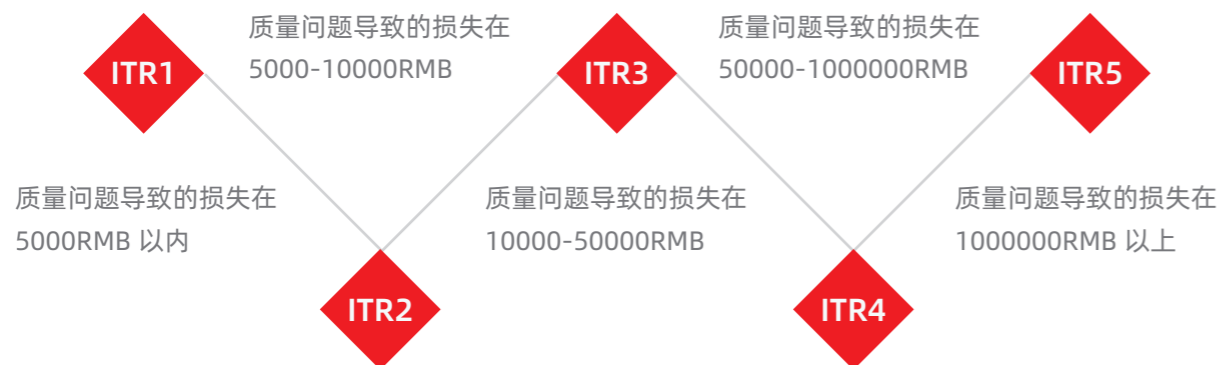 ITR1
质量问题导致的损失在
5000RMB 以内
质量问题导致的损失在
5000-10000RMB
ITR2
ITR3
质量问题导致的损失在
10000-50000RMB
质量问题导致的损失在
50000-1000000RMB
ITR4
ITR5
质量问题导致的损失在
1000000RMB 以上